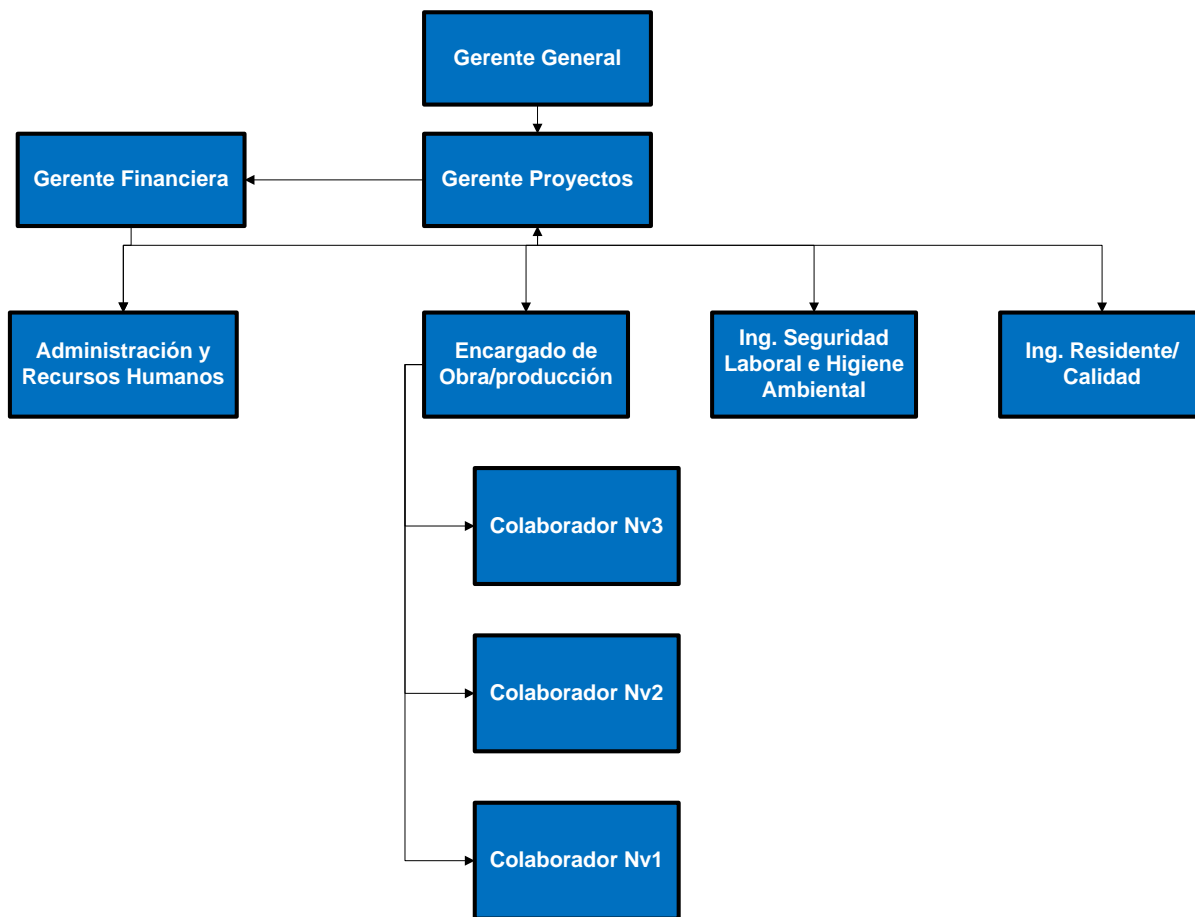 Gerente General
Gerente Financiera
Gerente Proyectos
Administración y
Recursos Humanos
Encargado de
Obra/producción
Ing. Seguridad
Laboral e Higiene
Ambiental
Ing. Residente/
Calidad
Colaborador Nv3
Colaborador Nv2
Colaborador Nv1